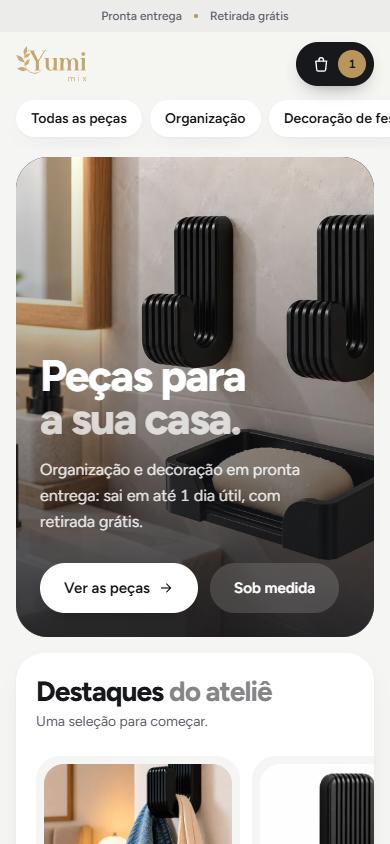 Pronta entrega • Retirada grátis
Yumi
mix
1
Todas as peças
Organização
Decoração de fes
Peças para
a sua casa.
Organização e decoração em pronta
entrega: sai em até 1 dia útil, com
retirada grátis.
Ver as peças →
Sob medida
Destaques do ateliê
Uma seleção para começar.